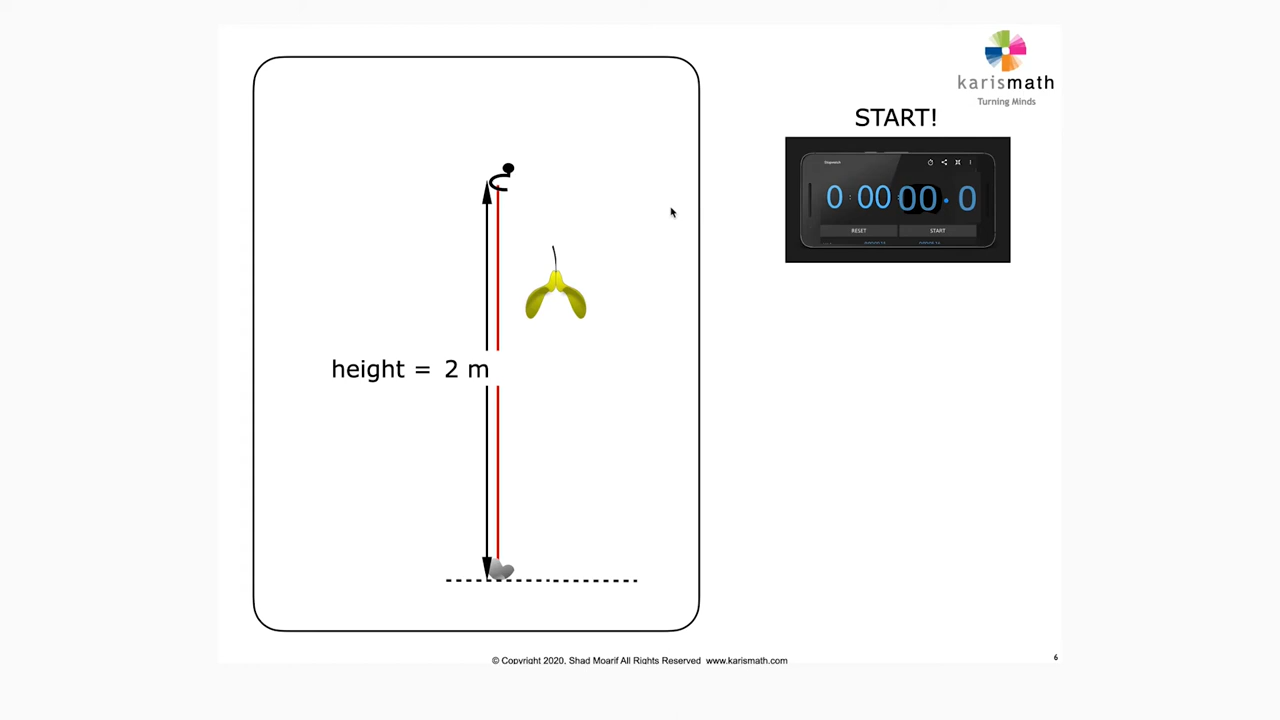 karismath
Turning Minds
START!
Stopwatch
0 : 00 : 00 . 0
RESET
START
height = 2 m
© Copyright 2020, Shad Moarif All Rights Reserved www.karismath.com
6